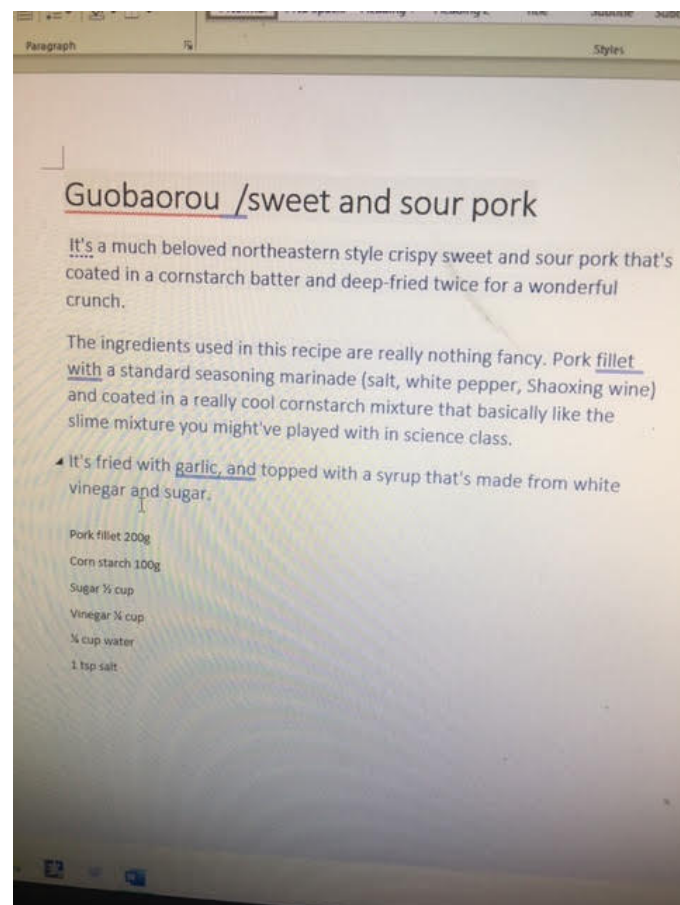 Paragraph
Styles
Guobaorou /sweet and sour pork
It's a much beloved northeastern style crispy sweet and sour pork that's
coated in a cornstarch batter and deep-fried twice for a wonderful
crunch.
The ingredients used in this recipe are really nothing fancy. Pork fillet
with a standard seasoning marinade (salt, white pepper, Shaoxing wine)
and coated in a really cool cornstarch mixture that basically like the
slime mixture you might've played with in science class.
It's fried with garlic, and topped with a syrup that's made from white
vinegar and sugar.
Pork fillet 200g
Corn starch 100g
Sugar cup
Vinegar cup
cup water
1 tsp salt